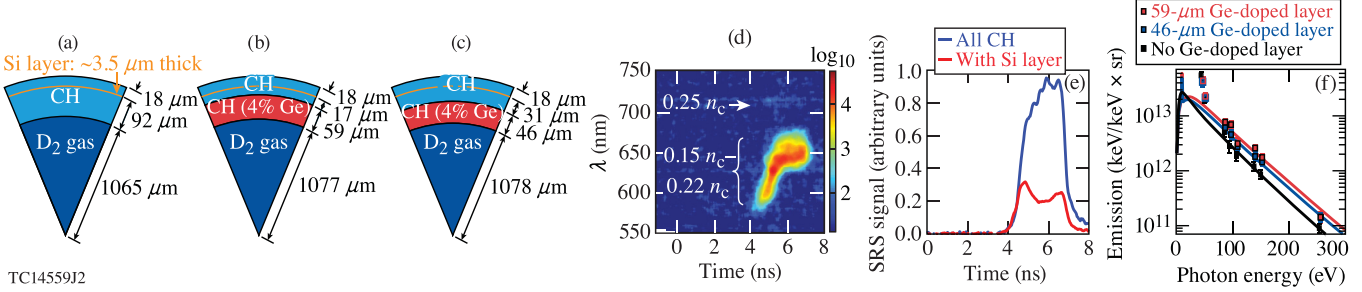 (a)
Si layer: ~3.5 μm thick
CH
18 μm
92 μm
D2 gas
1065 μm
TC14559J2
(b)
CH
CH (4% Ge)
18 μm
17 μm
59 μm
D2 gas
1077 μm
(c)
CH
CH (4% Ge)
18 μm
31 μm
46 μm
D2 gas
1078 μm
(d)
log10
750
700
650
600
550
λ (nm)
0.25 nc
0.15 nc
0.22 nc
0 2 4 6 8
Time (ns)
4
3
2
All CH
With Si layer
(e)
SRS signal (arbitrary units)
1.0
0.8
0.6
0.4
0.2
0.0
0 2 4 6 8
Time (ns)
59-μm Ge-doped layer
46-μm Ge-doped layer
No Ge-doped layer
(f)
Emission (keV/keV × sr)
10^13
10^12
10^11
0 100 200 300
Photon energy (eV)